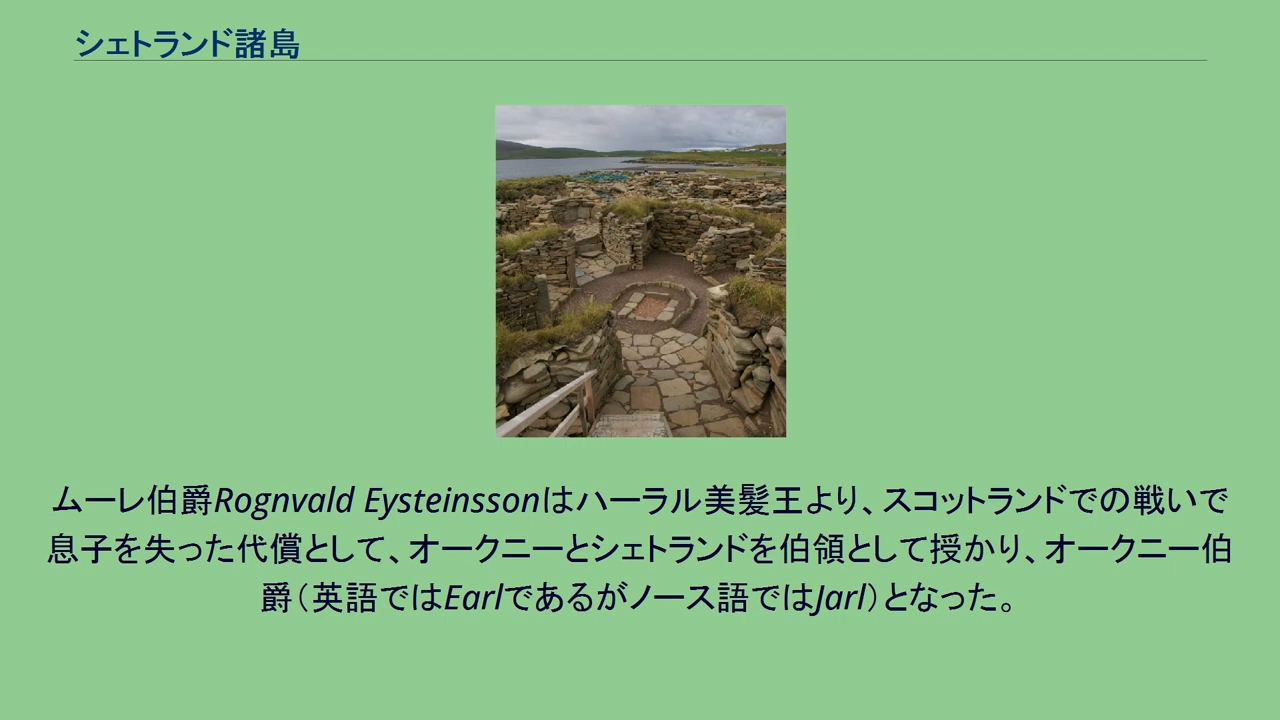 シェトランド諸島
ムーレ伯爵Rognvald Eysteinssonはハーラル美髪王より、スコットランドでの戦いで
息子を失った代償として、オークニーとシェトランドを伯領として授かり、オークニー伯
爵（英語ではEarlであるがノース語ではJarl）となった。